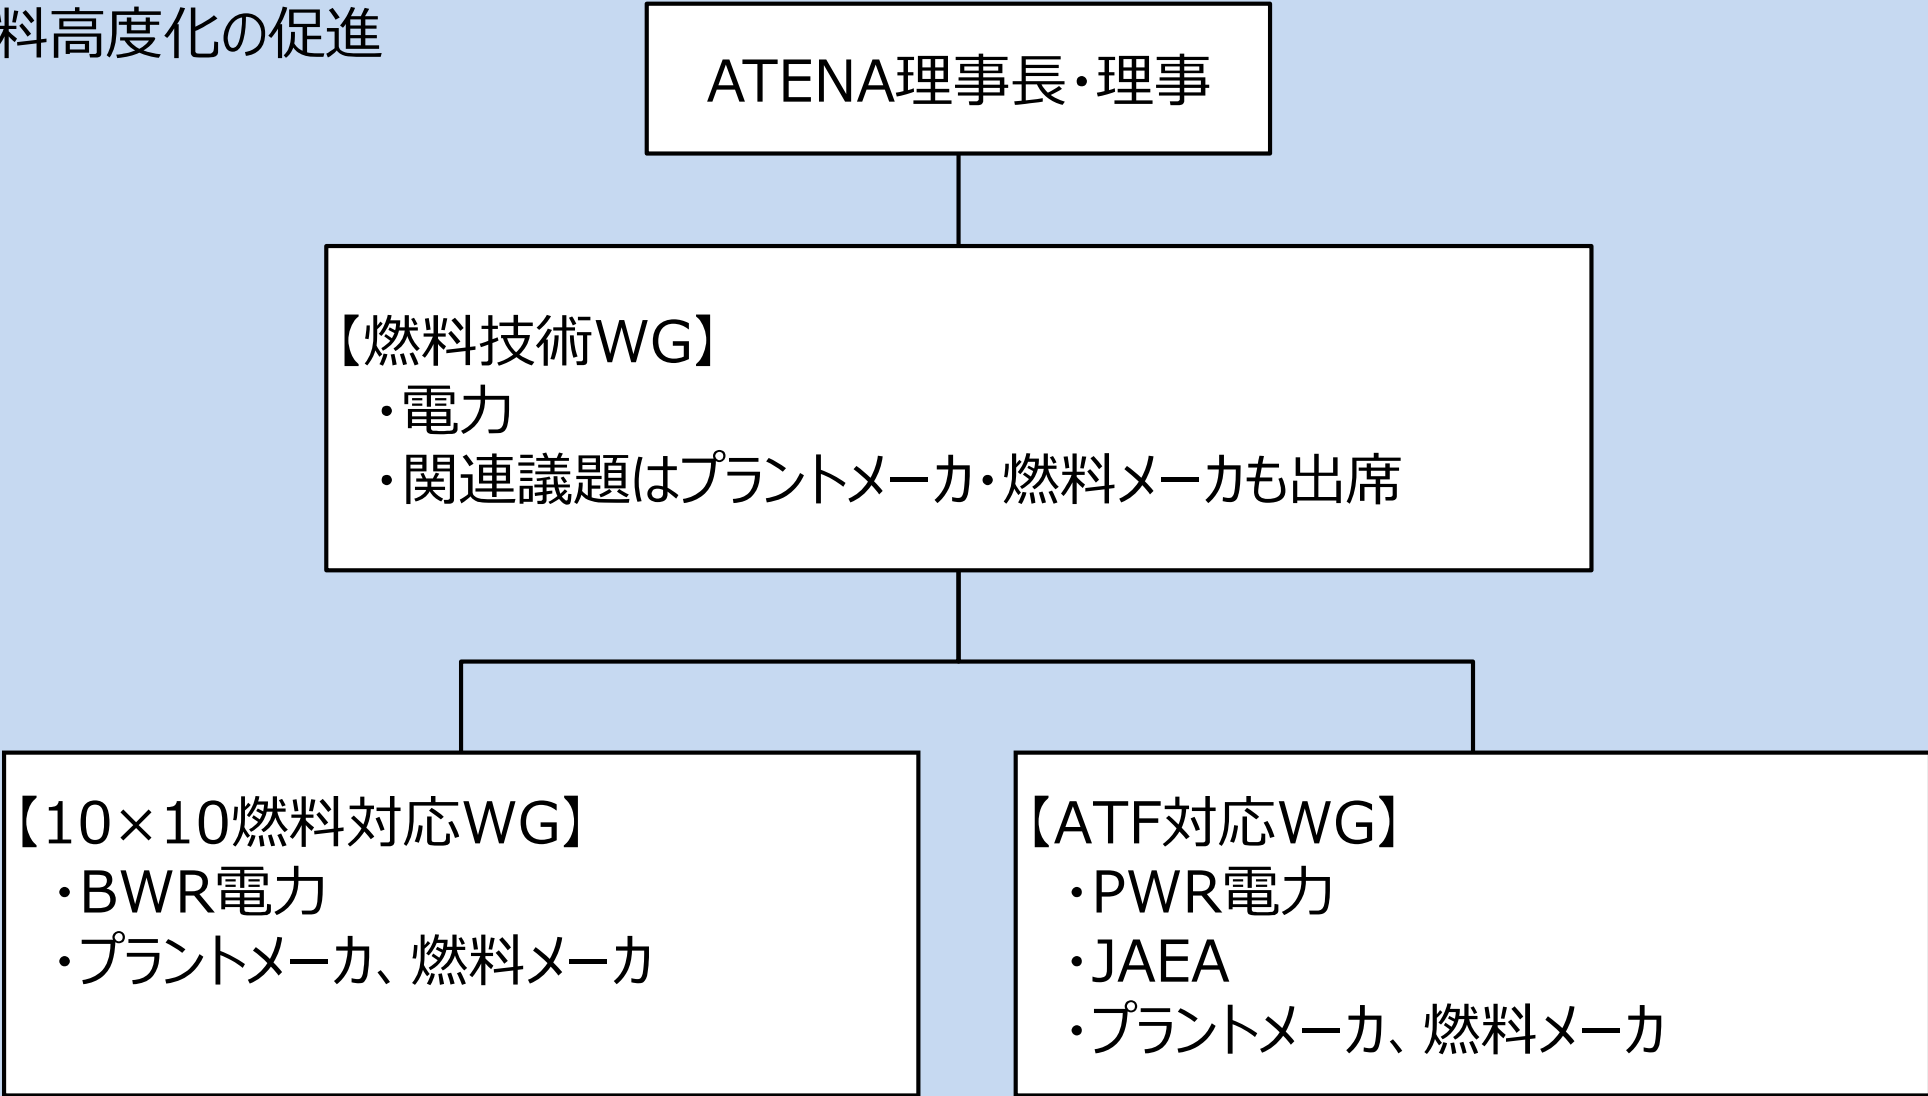 料高度化の促進
ATENA理事長・理事
【燃料技術WG】
・電力
・関連議題はプラントメーカ・燃料メーカも出席
【10×10燃料対応WG】
・BWR電力
・プラントメーカ、燃料メーカ
【ATF対応WG】
・PWR電力
・JAEA
・プラントメーカ、燃料メーカ